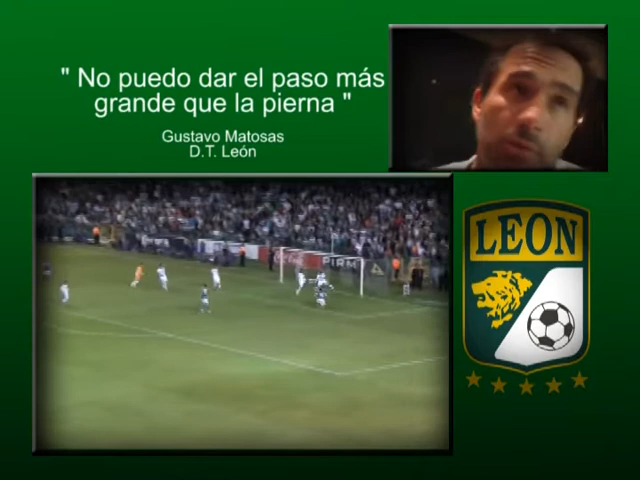 " No puedo dar el paso más
grande que la pierna "
Gustavo Matosas
D.T. León
LEON